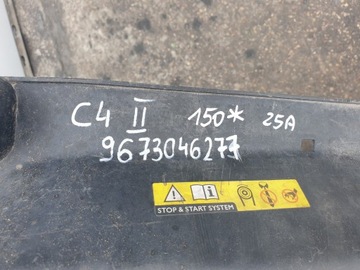 C4 II 150* 25A
9673046277
STOP & START SYSTEM